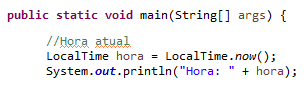 public static void main(String[] args) {
//Hora atual
LocalTime hora = LocalTime.now();
System.out.println("Hora: " + hora);